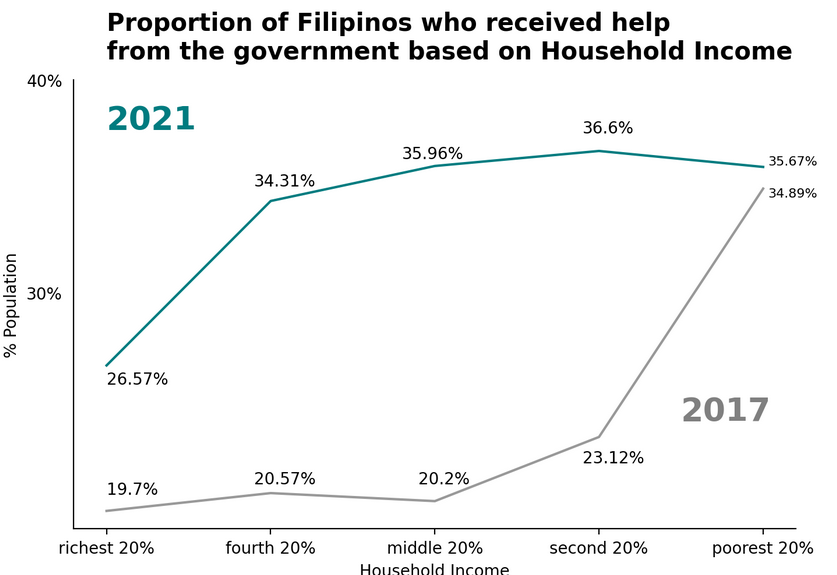 Proportion of Filipinos who received help
from the government based on Household Income
40%
2021
36.6%
35.96%
35.67%
34.31%
34.89%
30%
% Population
26.57%
2017
23.12%
19.7%
20.57%
20.2%
richest 20%
fourth 20%
middle 20%
second 20%
poorest 20%
Household Income